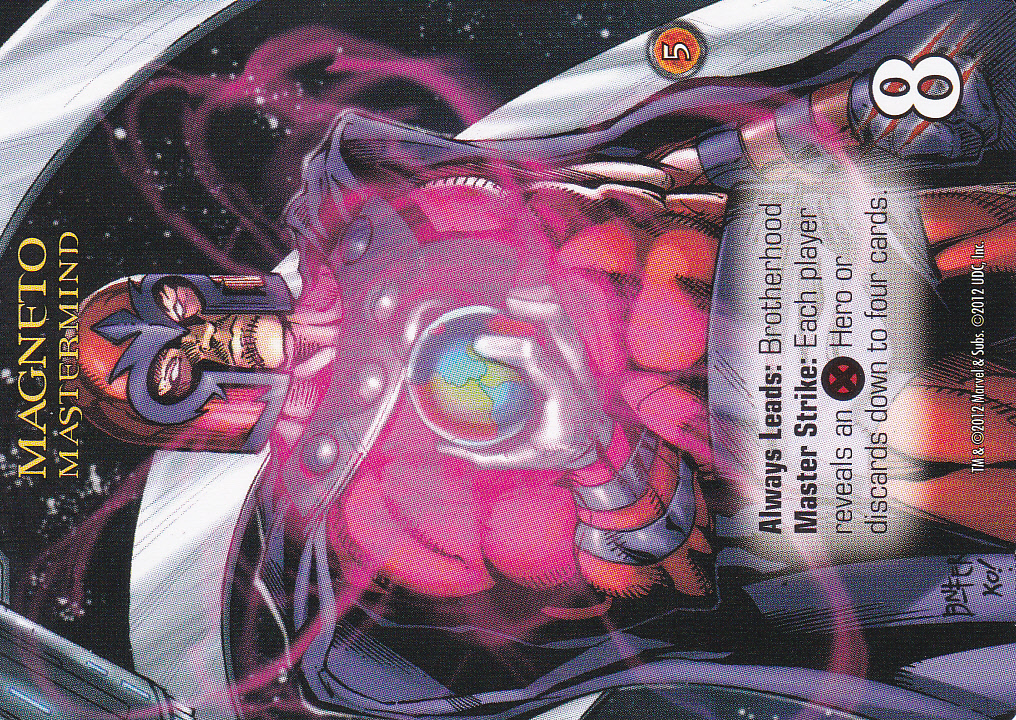 MAGNETO
MASTERMIND
5
Always Leads: Brotherhood
Master Strike: Each player
reveals an Hero or
discards down to four cards.
8
KO!
TM & ©2012 Marvel & Subs. ©2012 UDC, Inc.